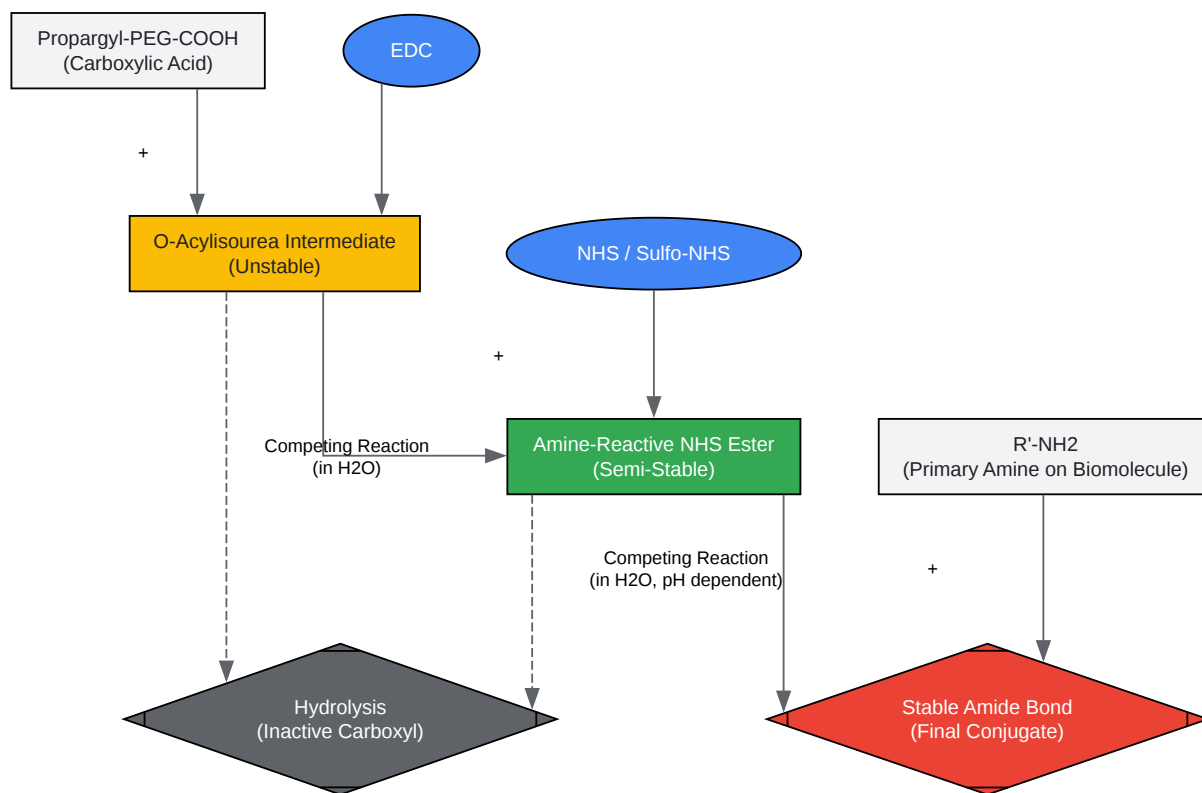 Propargyl-PEG-COOH
(Carboxylic Acid)
EDC
+
O-Acylisourea Intermediate
(Unstable)
NHS / Sulfo-NHS
+
Competing Reaction
(in H2O)
Amine-Reactive NHS Ester
(Semi-Stable)
R'-NH2
(Primary Amine on Biomolecule)
Competing Reaction
(in H2O, pH dependent)
+
Hydrolysis
(Inactive Carboxyl)
Stable Amide Bond
(Final Conjugate)